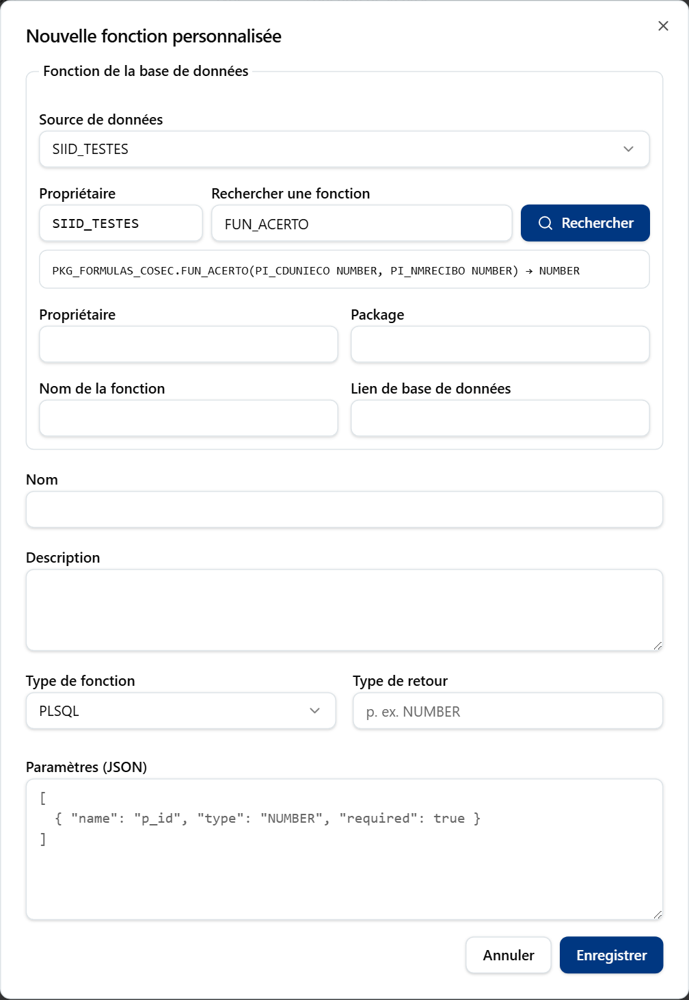 Nouvelle fonction personnalisée
Fonction de la base de données
Source de données
SIID_TESTES
Propriétaire
Rechercher une fonction
SIID_TESTES
FUN_ACERTO
Rechercher
PKG_FORMULAS_COSEC.FUN_ACERTO(PI_CDUNIECO NUMBER, PI_NMRECIBO NUMBER) → NUMBER
Propriétaire
Package
Nom de la fonction
Lien de base de données
Nom
Description
Type de fonction
Type de retour
PLSQL
p. ex. NUMBER
Paramètres (JSON)
[
  { "name": "p_id", "type": "NUMBER", "required": true }
]
Annuler
Enregistrer